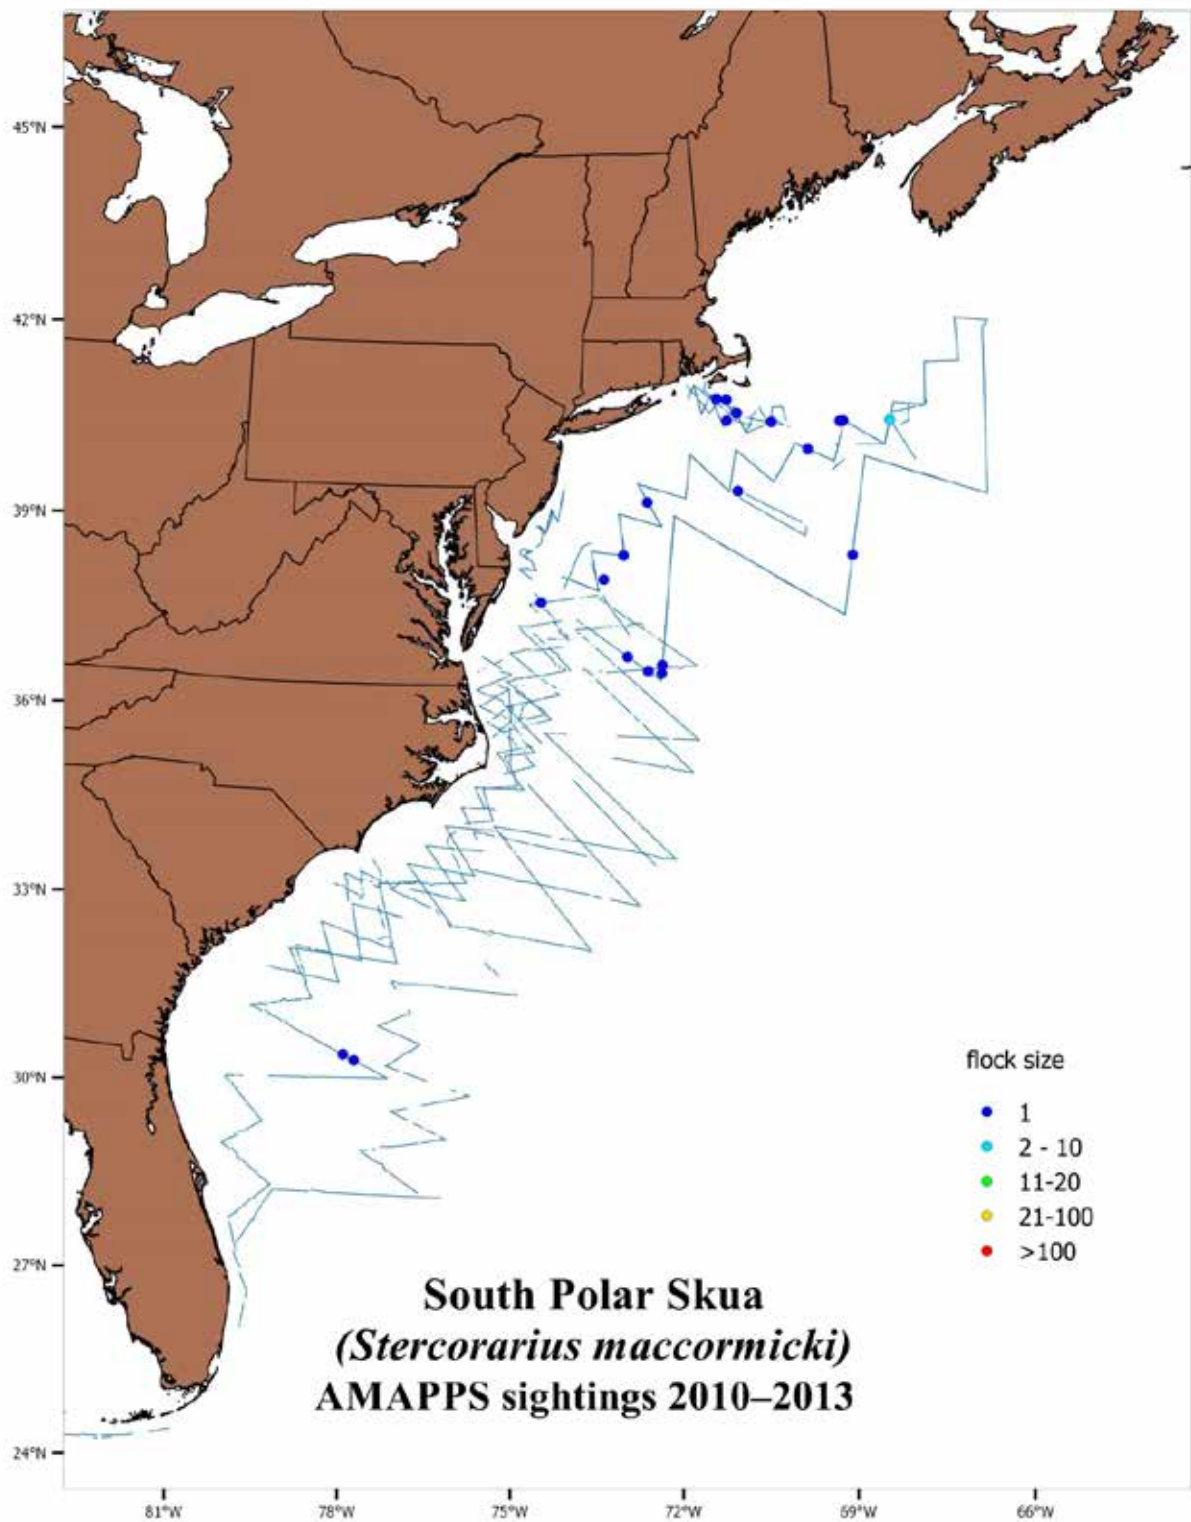 45°N
42°N
39°N
36°N
33°N
30°N
27°N
24°N
flock size
1
2 - 10
11-20
21-100
>100
South Polar Skua
(Stercorarius maccormicki)
AMAPPS sightings 2010–2013
81°W 78°W 75°W 72°W 69°W 66°W